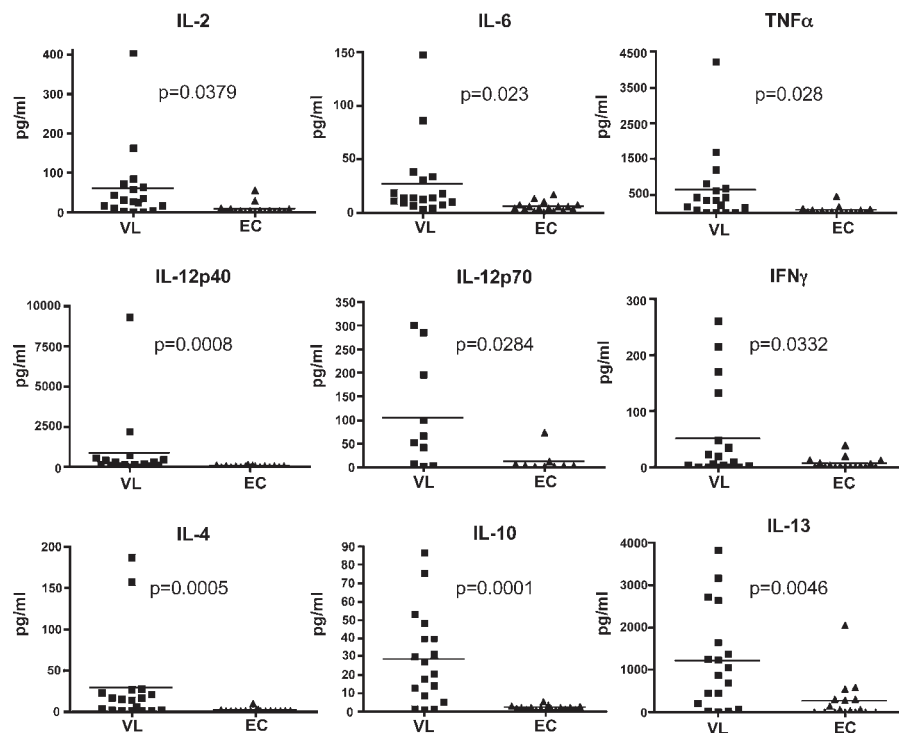 IL-2
pg/ml
400
300
200
100
0
p=0.0379
VL
EC
IL-6
pg/ml
150
100
50
0
p=0.023
VL
EC
TNFα
pg/ml
4500
3500
2500
1500
500
p=0.028
VL
EC
IL-12p40
pg/ml
10000
7500
5000
2500
0
p=0.0008
VL
EC
IL-12p70
pg/ml
350
300
250
200
150
100
50
0
p=0.0284
VL
EC
IFNγ
pg/ml
300
200
100
0
p=0.0332
VL
EC
IL-4
pg/ml
200
150
100
50
0
p=0.0005
VL
EC
IL-10
pg/ml
90
80
70
60
50
40
30
20
10
0
p=0.0001
VL
EC
IL-13
pg/ml
4000
3000
2000
1000
0
p=0.0046
VL
EC